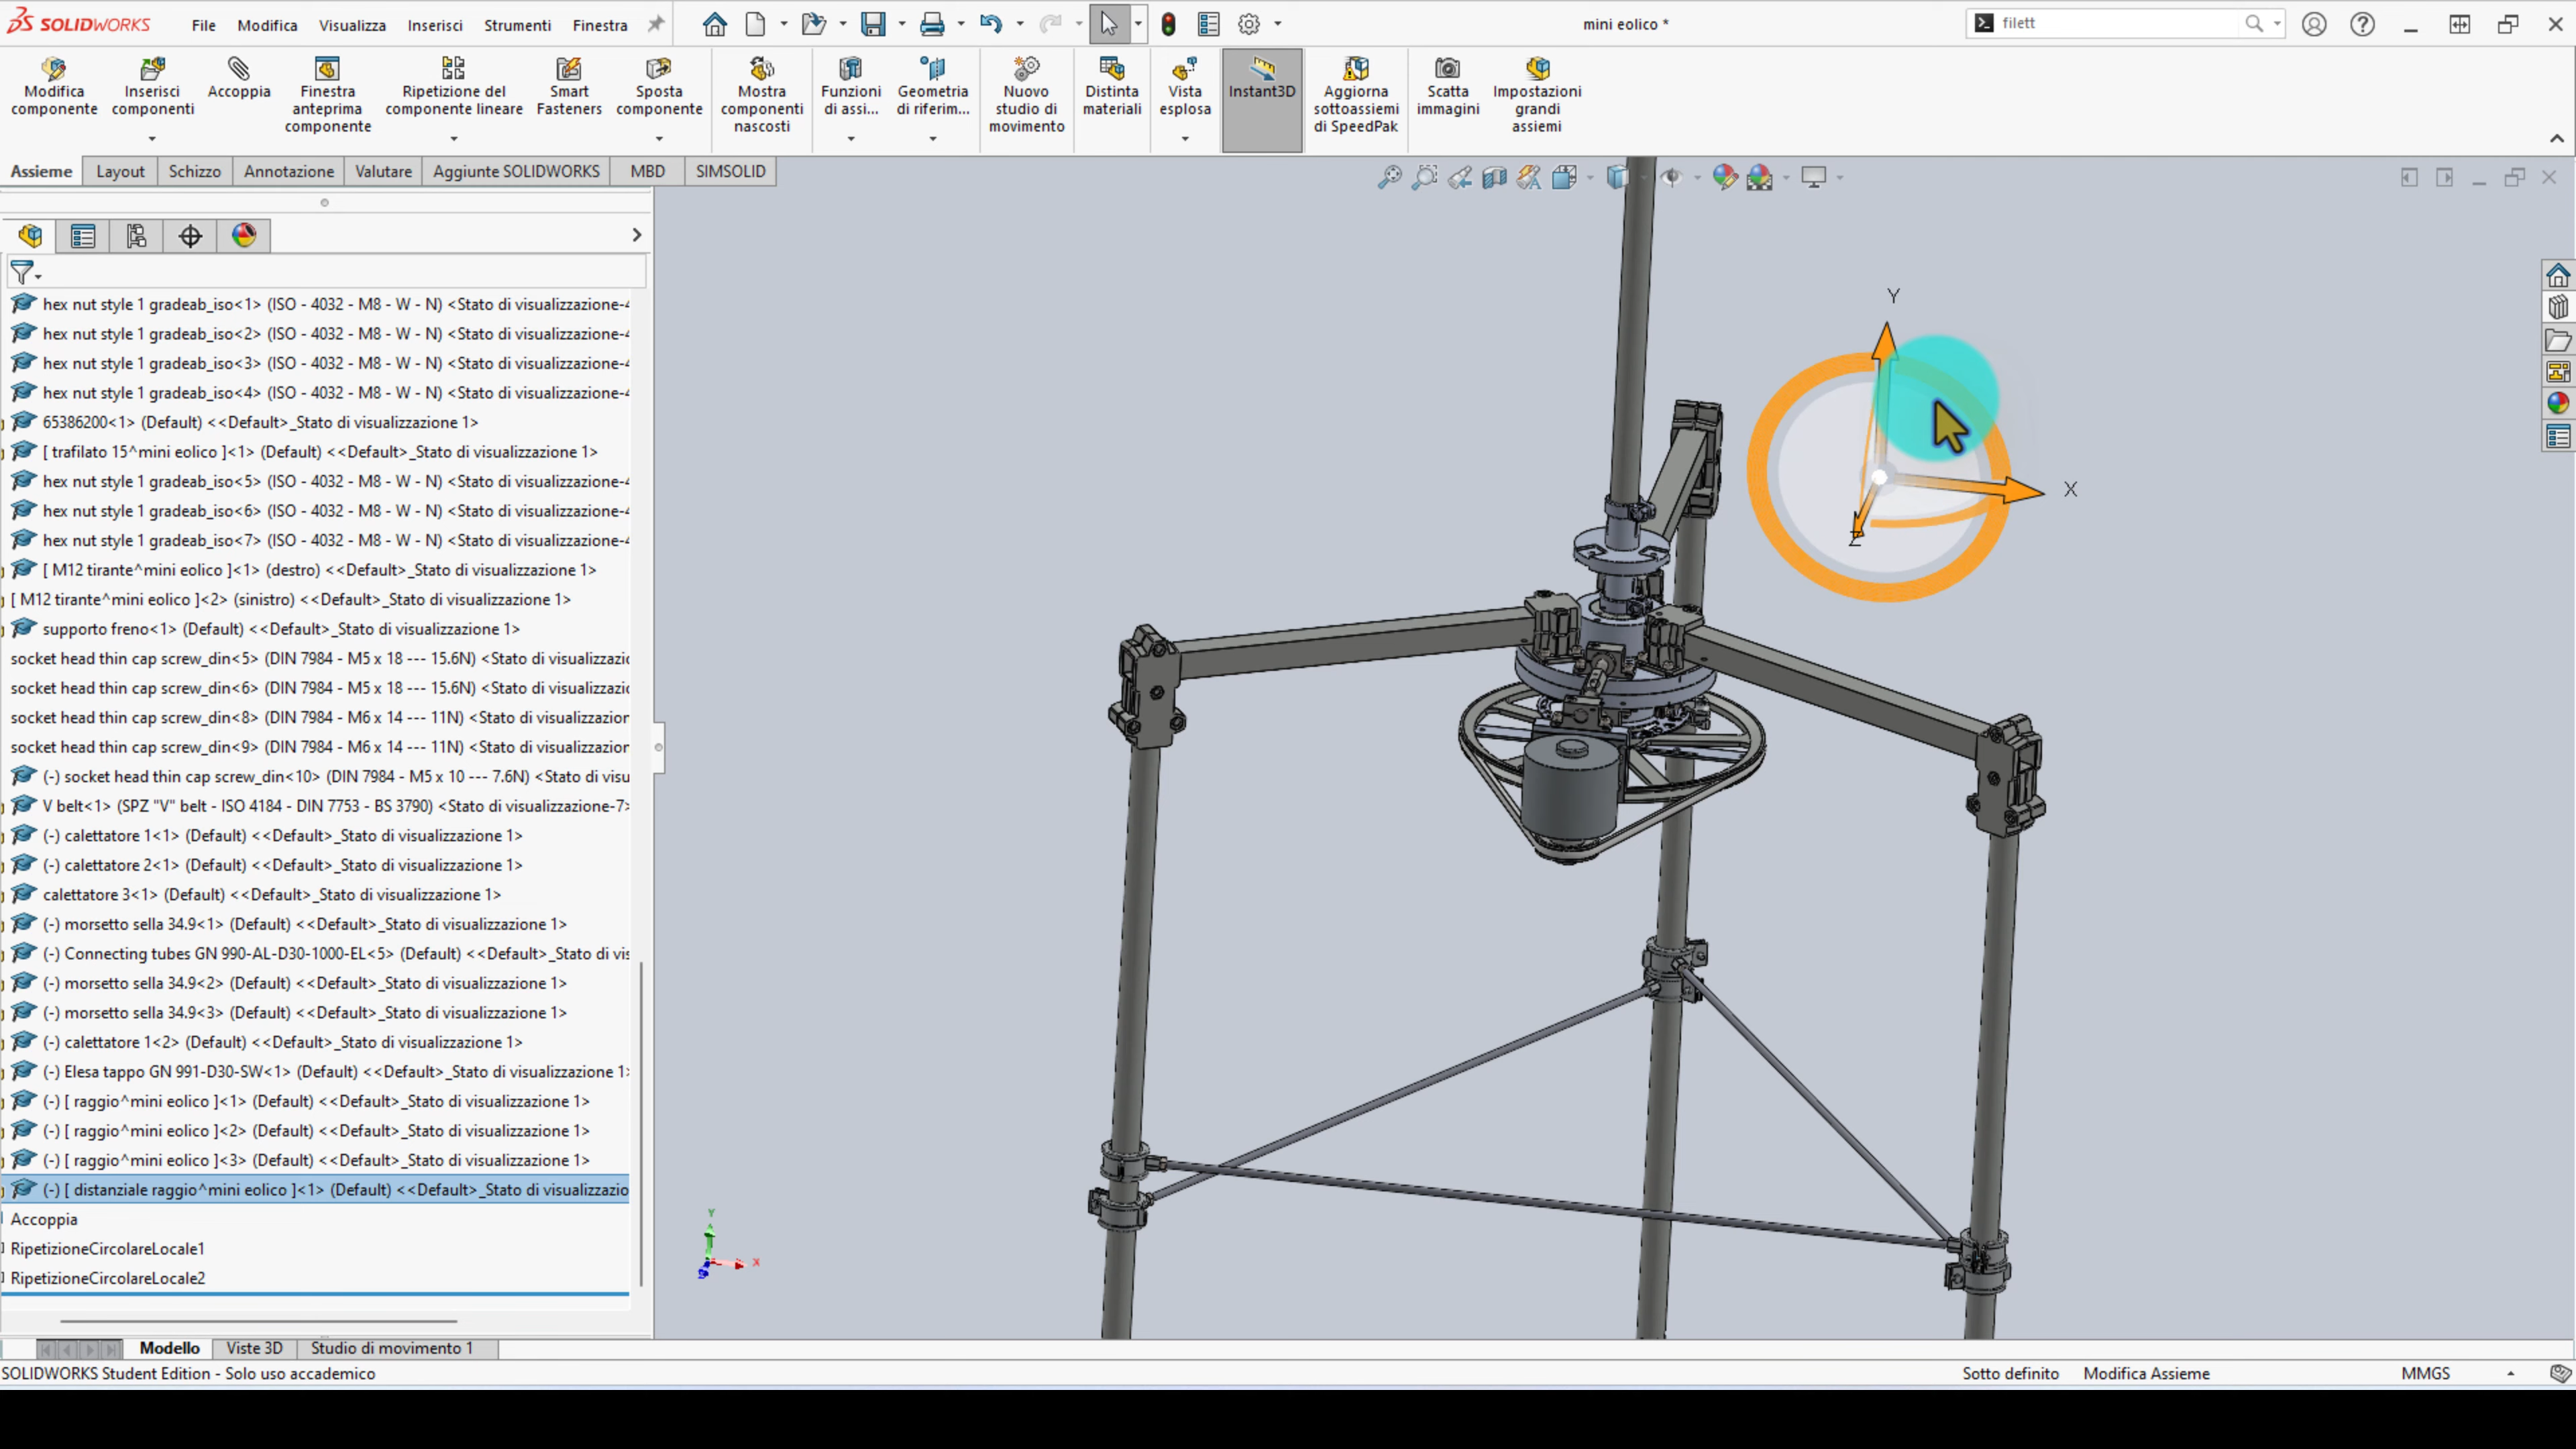 SOLIDWORKS File Modifica Visualizza Inserisci Strumenti Finestra mini eolico * filett
Modifica componente
Inserisci componenti
Accoppia
Finestra anteprima componente
Ripetizione del componente lineare
Smart Fasteners
Sposta componente
Mostra componenti nascosti
Funzioni di assi...
Geometria di riferim...
Nuovo studio di movimento
Distinta materiali
Vista esplosa
Instant3D
Aggiorna sottoassiemi di SpeedPak
Scatta immagini
Impostazioni grandi assiemi
Assieme Layout Schizzo Annotazione Valutare Aggiunte SOLIDWORKS MBD SIMSOLID
hex nut style 1 gradeab_iso<1> (ISO - 4032 - M8 - W - N) <Stato di visualizzazione-4
hex nut style 1 gradeab_iso<2> (ISO - 4032 - M8 - W - N) <Stato di visualizzazione-4
hex nut style 1 gradeab_iso<3> (ISO - 4032 - M8 - W - N) <Stato di visualizzazione-4
hex nut style 1 gradeab_iso<4> (ISO - 4032 - M8 - W - N) <Stato di visualizzazione-4
65386200<1> (Default) <<Default>_Stato di visualizzazione 1>
[ trafilato 15^mini eolico ]<1> (Default) <<Default>_Stato di visualizzazione 1>
hex nut style 1 gradeab_iso<5> (ISO - 4032 - M8 - W - N) <Stato di visualizzazione-4
hex nut style 1 gradeab_iso<6> (ISO - 4032 - M8 - W - N) <Stato di visualizzazione-4
hex nut style 1 gradeab_iso<7> (ISO - 4032 - M8 - W - N) <Stato di visualizzazione-4
[ M12 tirante^mini eolico ]<1> (destro) <<Default>_Stato di visualizzazione 1>
[ M12 tirante^mini eolico ]<2> (sinistro) <<Default>_Stato di visualizzazione 1>
supporto freno<1> (Default) <<Default>_Stato di visualizzazione 1>
socket head thin cap screw_din<5> (DIN 7984 - M5 x 18 --- 15.6N) <Stato di visualizzazio
socket head thin cap screw_din<6> (DIN 7984 - M5 x 18 --- 15.6N) <Stato di visualizzazio
socket head thin cap screw_din<8> (DIN 7984 - M6 x 14 --- 11N) <Stato di visualizzazion
socket head thin cap screw_din<9> (DIN 7984 - M6 x 14 --- 11N) <Stato di visualizzazion
(-) socket head thin cap screw_din<10> (DIN 7984 - M5 x 10 --- 7.6N) <Stato di visu
V belt<1> (SPZ "V" belt - ISO 4184 - DIN 7753 - BS 3790) <Stato di visualizzazione-7>
(-) calettatore 1<1> (Default) <<Default>_Stato di visualizzazione 1>
(-) calettatore 2<1> (Default) <<Default>_Stato di visualizzazione 1>
calettatore 3<1> (Default) <<Default>_Stato di visualizzazione 1>
(-) morsetto sella 34.9<1> (Default) <<Default>_Stato di visualizzazione 1>
(-) Connecting tubes GN 990-AL-D30-1000-EL<5> (Default) <<Default>_Stato di vis
(-) morsetto sella 34.9<2> (Default) <<Default>_Stato di visualizzazione 1>
(-) morsetto sella 34.9<3> (Default) <<Default>_Stato di visualizzazione 1>
(-) calettatore 1<2> (Default) <<Default>_Stato di visualizzazione 1>
(-) Elesa tappo GN 991-D30-SW<1> (Default) <<Default>_Stato di visualizzazione 1>
(-) [ raggio^mini eolico ]<1> (Default) <<Default>_Stato di visualizzazione 1>
(-) [ raggio^mini eolico ]<2> (Default) <<Default>_Stato di visualizzazione 1>
(-) [ raggio^mini eolico ]<3> (Default) <<Default>_Stato di visualizzazione 1>
(-) [ distanziale raggio^mini eolico ]<1> (Default) <<Default>_Stato di visualizzazio
Accoppia
RipetizioneCircolareLocale1
RipetizioneCircolareLocale2
Y
X
Z
Y
X
Z
Modello Viste 3D Studio di movimento 1
SOLIDWORKS Student Edition - Solo uso accademico Sotto definito Modifica Assieme MMGS